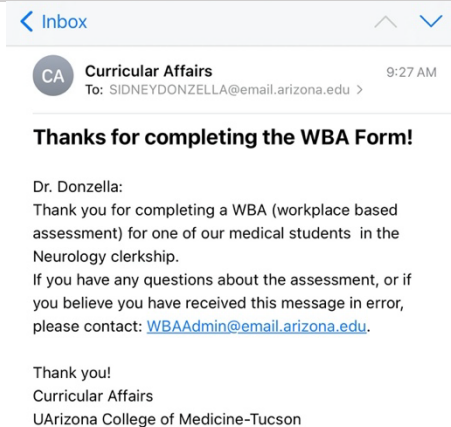 Inbox
CA
Curricular Affairs
9:27 AM
To: SIDNEYDONZELLA@email.arizona.edu >
Thanks for completing the WBA Form!
Dr. Donzella:
Thank you for completing a WBA (workplace based
assessment) for one of our medical students in the
Neurology clerkship.
If you have any questions about the assessment, or if
you believe you have received this message in error,
please contact: WBAAdmin@email.arizona.edu.
Thank you!
Curricular Affairs
UArizona College of Medicine-Tucson